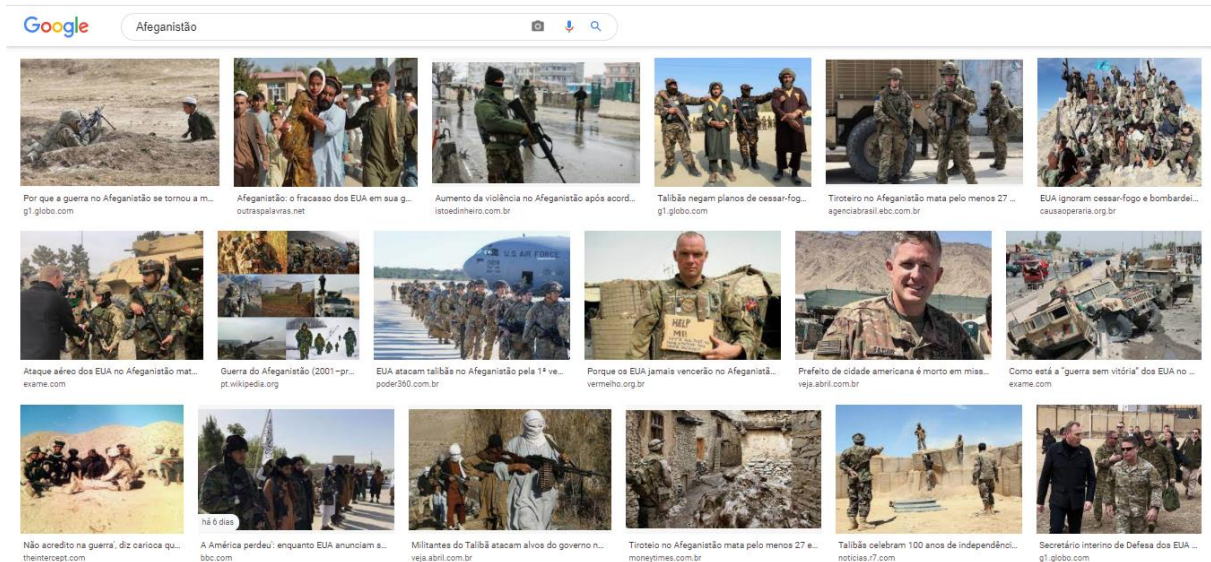 Google
Afeganistão
Por que a guerra no Afeganistão se tornou a m...
g1.globo.com
Afeganistão: o fracasso dos EUA em sua g...
outraspalavras.net
Aumento da violência no Afeganistão após acord...
istoedinheiro.com.br
Talibãs negam planos de cessar-fog...
g1.globo.com
Tiroteiro no Afeganistão mata pelo menos 27 ...
agenciabrasil.ebc.com.br
EUA ignoram cessar-fogo e bombardei...
causaoperaria.org.br
U.S. AIR FORCE
HELP
Ataque aéreo dos EUA no Afeganistão mat...
exame.com
Guerra do Afeganistão (2001–pr...
pt.wikipedia.org
EUA atacam talibãs no Afeganistão pela 1ª ve...
poder360.com.br
Porque os EUA jamais vencerão no Afeganistã...
vermelho.org.br
Prefeito de cidade americana é morto em miss...
veja.abril.com.br
Como está a "guerra sem vitória" dos EUA no ...
exame.com
há 6 dias
Não acredito na guerra', diz carioca qu...
theintercept.com
A América perdeu': enquanto EUA anunciam s...
bbc.com
Militantes do Talibã atacam alvos do governo n...
veja.abril.com.br
Tiroteio no Afeganistão mata pelo menos 27 e...
moneytimes.com.br
Talibãs celebram 100 anos de independênci...
noticias.r7.com
Secretário interino de Defesa dos EUA ...
g1.globo.com